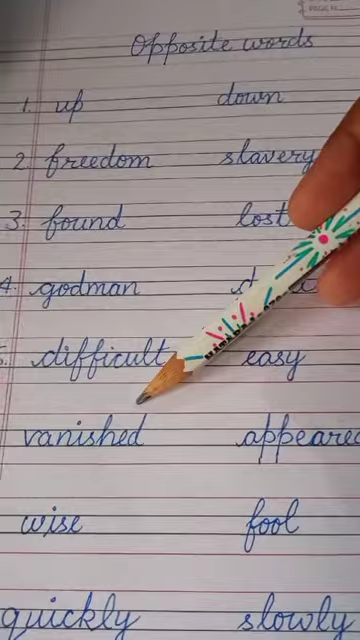 Opposite words
1. up down
2. freedom slavery
3. found lost
4. godman
5. difficult easy
vanished appeared
wise fool
quickly slowly